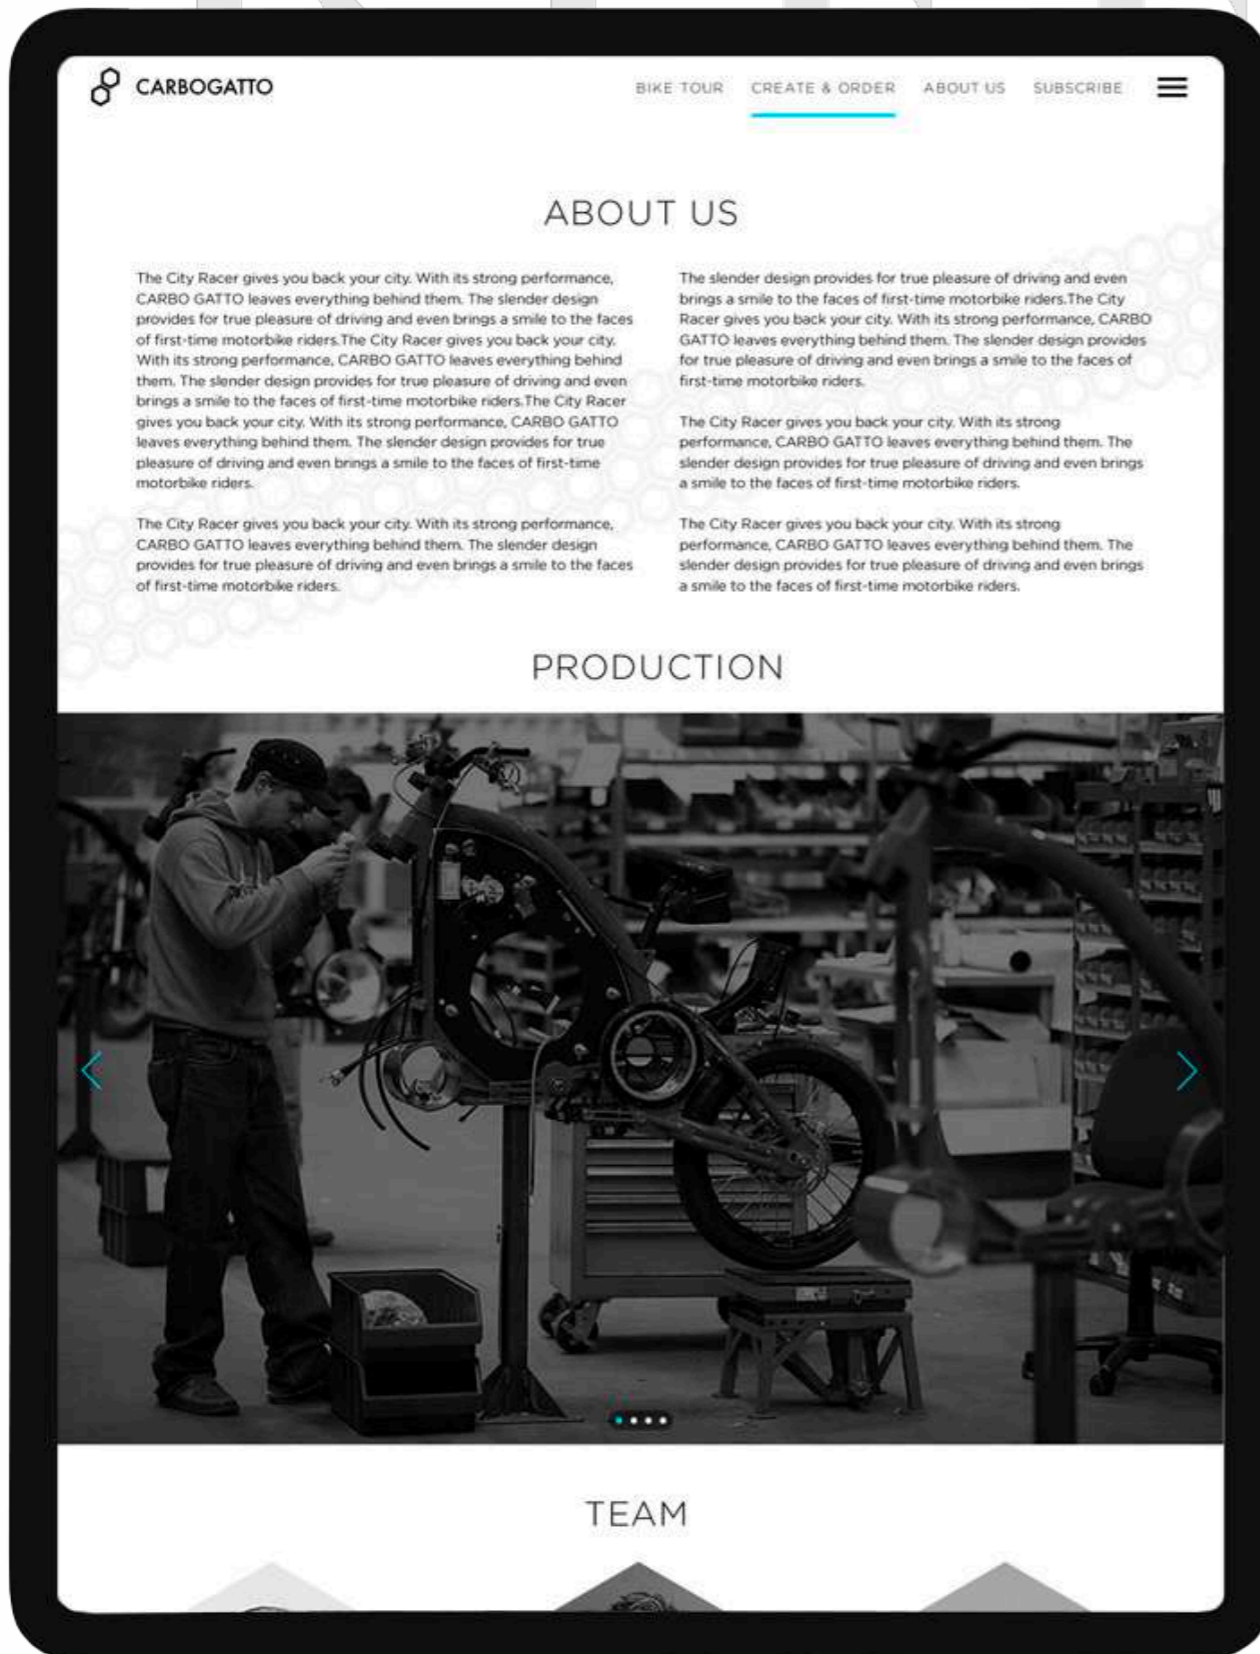 CARBOGATTO
BIKE TOUR CREATE & ORDER ABOUT US SUBSCRIBE
ABOUT US
The City Racer gives you back your city. With its strong performance,
CARBO GATTO leaves everything behind them. The slender design
provides for true pleasure of driving and even brings a smile to the faces
of first-time motorbike riders.The City Racer gives you back your city.
With its strong performance, CARBO GATTO leaves everything behind
them. The slender design provides for true pleasure of driving and even
brings a smile to the faces of first-time motorbike riders.The City Racer
gives you back your city. With its strong performance, CARBO GATTO
leaves everything behind them. The slender design provides for true
pleasure of driving and even brings a smile to the faces of first-time
motorbike riders.
The City Racer gives you back your city. With its strong performance,
CARBO GATTO leaves everything behind them. The slender design
provides for true pleasure of driving and even brings a smile to the faces
of first-time motorbike riders.
The slender design provides for true pleasure of driving and even
brings a smile to the faces of first-time motorbike riders.The City
Racer gives you back your city. With its strong performance, CARBO
GATTO leaves everything behind them. The slender design provides
for true pleasure of driving and even brings a smile to the faces of
first-time motorbike riders.
The City Racer gives you back your city. With its strong
performance, CARBO GATTO leaves everything behind them. The
slender design provides for true pleasure of driving and even brings
a smile to the faces of first-time motorbike riders.
The City Racer gives you back your city. With its strong
performance, CARBO GATTO leaves everything behind them. The
slender design provides for true pleasure of driving and even brings
a smile to the faces of first-time motorbike riders.
PRODUCTION
TEAM